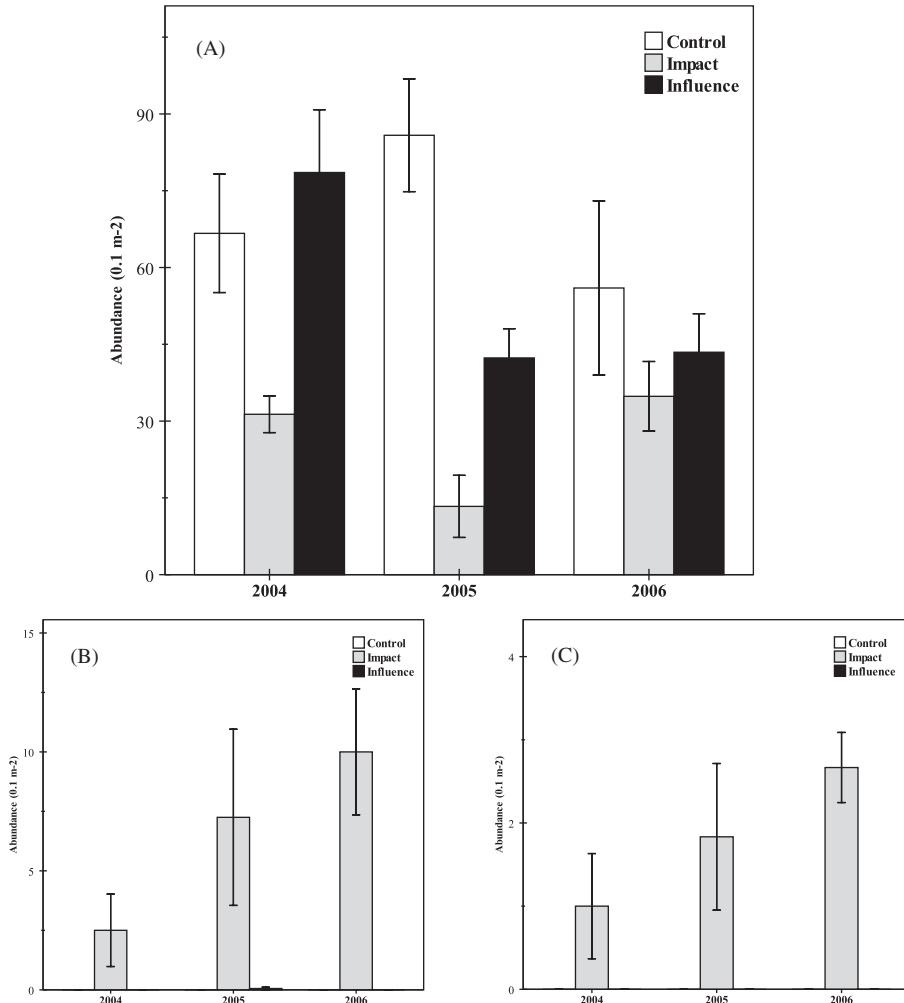 (A)
Control
Impact
Influence
Abundance (0.1 m-2)
90
60
30
0
2004 2005 2006
(B)
Control
Impact
Influence
Abundance (0.1 m-2)
15
10
5
0
2004 2005 2006
(C)
Control
Impact
Influence
Abundance (0.1 m-2)
4
2
0
2004 2005 2006